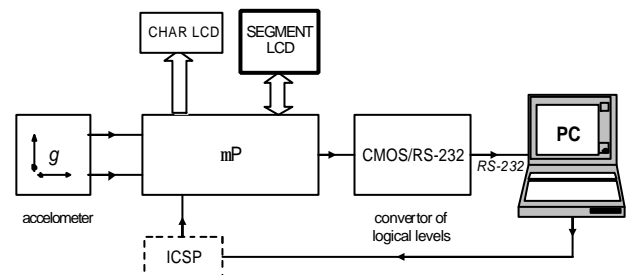 CHAR LCD
SEGMENT
LCD
g
mP
CMOS/RS-232
RS-232
PC
accelometer
convertor of
logical levels
ICSP